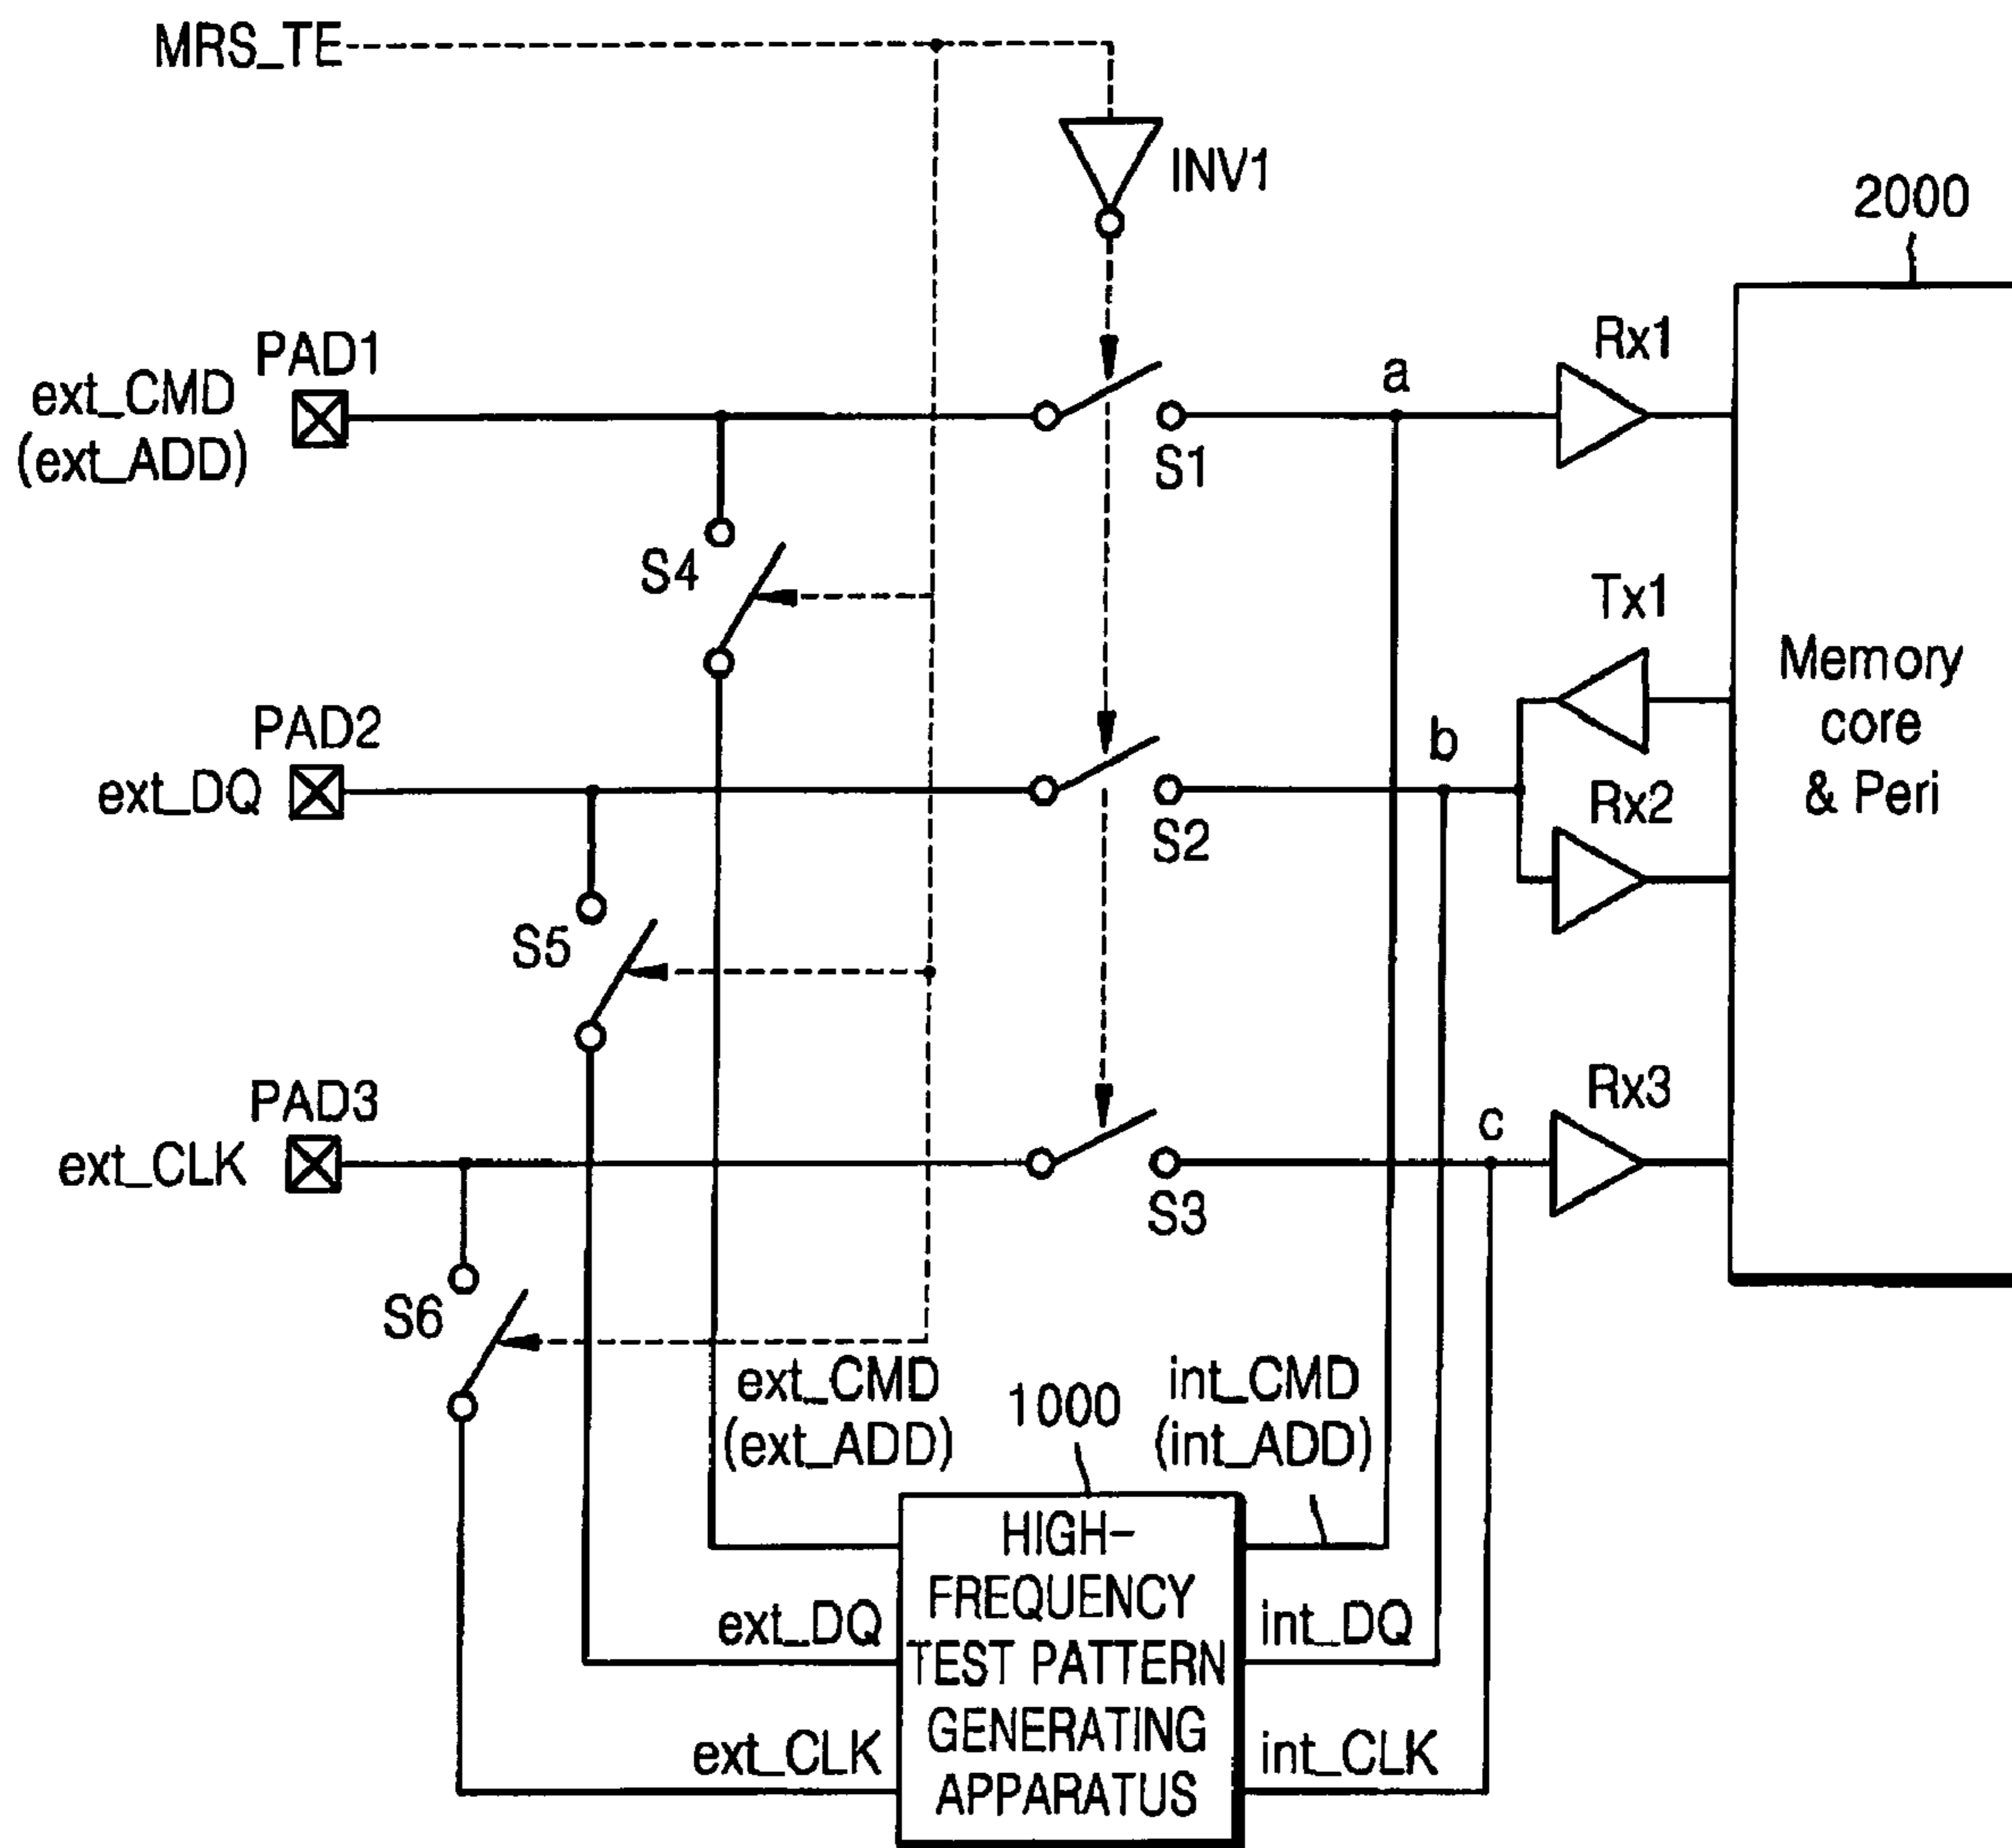 MRS_TE
INV1
2000
PAD1
ext_CMD
(ext_ADD)
S1
a
Rx1
S4
Tx1
Memory
core
& Peri
PAD2
ext_DQ
S2
b
Rx2
S5
PAD3
ext_CLK
S3
c
Rx3
S6
ext_CMD
(ext_ADD)
1000
int_CMD
(int_ADD)
HIGH-
FREQUENCY
TEST PATTERN
GENERATING
APPARATUS
ext_DQ
int_DQ
ext_CLK
int_CLK